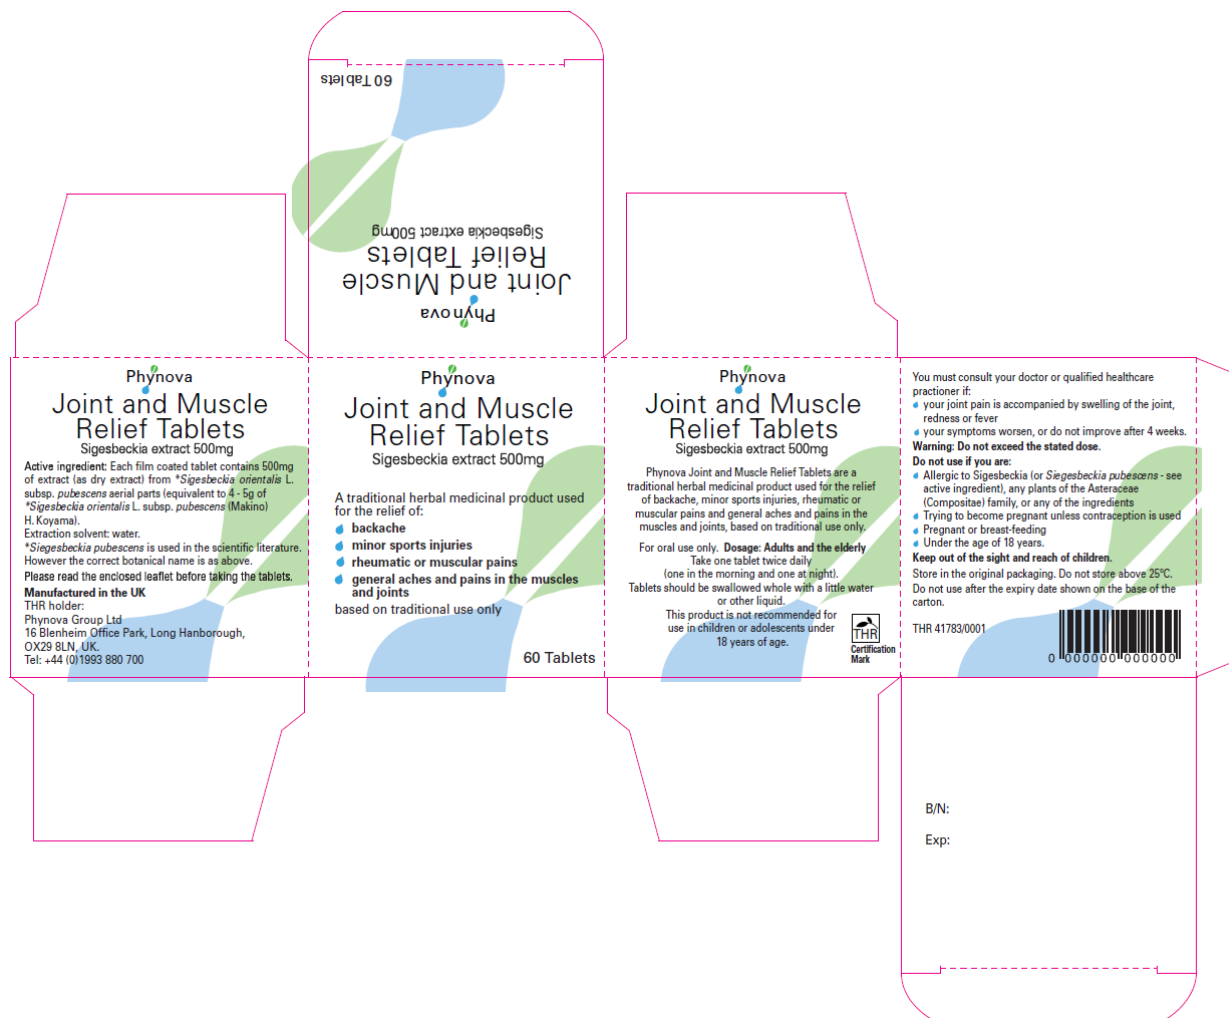 60 Tablets
Sigesbeckia extract 500mg
Relief Tablets
Joint and Muscle
Phynova
Phynova
Joint and Muscle
Relief Tablets
Sigesbeckia extract 500mg
Active ingredient: Each film coated tablet contains 500mg
of extract (as dry extract) from *Sigesbeckia orientalis L.
subsp. pubescens aerial parts (equivalent to 4 - 5g of
*Sigesbeckia orientalis L. subsp. pubescens (Makino)
H. Koyama).
Extraction solvent: water.
*Siegesbeckia pubescens is used in the scientific literature.
However the correct botanical name is as above.
Please read the enclosed leaflet before taking the tablets.
Manufactured in the UK
THR holder:
Phynova Group Ltd
16 Blenheim Office Park, Long Hanborough,
OX29 8LN, UK.
Tel: +44 (0)1993 880 700
Phynova
Joint and Muscle
Relief Tablets
Sigesbeckia extract 500mg
A traditional herbal medicinal product used
for the relief of:
backache
minor sports injuries
rheumatic or muscular pains
general aches and pains in the muscles
and joints
based on traditional use only
60 Tablets
Phynova
Joint and Muscle
Relief Tablets
Sigesbeckia extract 500mg
Phynova Joint and Muscle Relief Tablets are a
traditional herbal medicinal product used for the relief
of backache, minor sports injuries, rheumatic or
muscular pains and general aches and pains in the
muscles and joints, based on traditional use only.
For oral use only. Dosage: Adults and the elderly
Take one tablet twice daily
(one in the morning and one at night).
Tablets should be swallowed whole with a little water
or other liquid.
This product is not recommended for
use in children or adolescents under
18 years of age.
THR
Certification
Mark
You must consult your doctor or qualified healthcare
practioner if:
your joint pain is accompanied by swelling of the joint,
redness or fever
your symptoms worsen, or do not improve after 4 weeks.
Warning: Do not exceed the stated dose.
Do not use if you are:
Allergic to Sigesbeckia (or Siegesbeckia pubescens - see
active ingredient), any plants of the Asteraceae
(Compositae) family, or any of the ingredients
Trying to become pregnant unless contraception is used
Pregnant or breast-feeding
Under the age of 18 years.
Keep out of the sight and reach of children.
Store in the original packaging. Do not store above 25°C.
Do not use after the expiry date shown on the base of the
carton.
THR 41783/0001
0 000000 000000
B/N:
Exp: